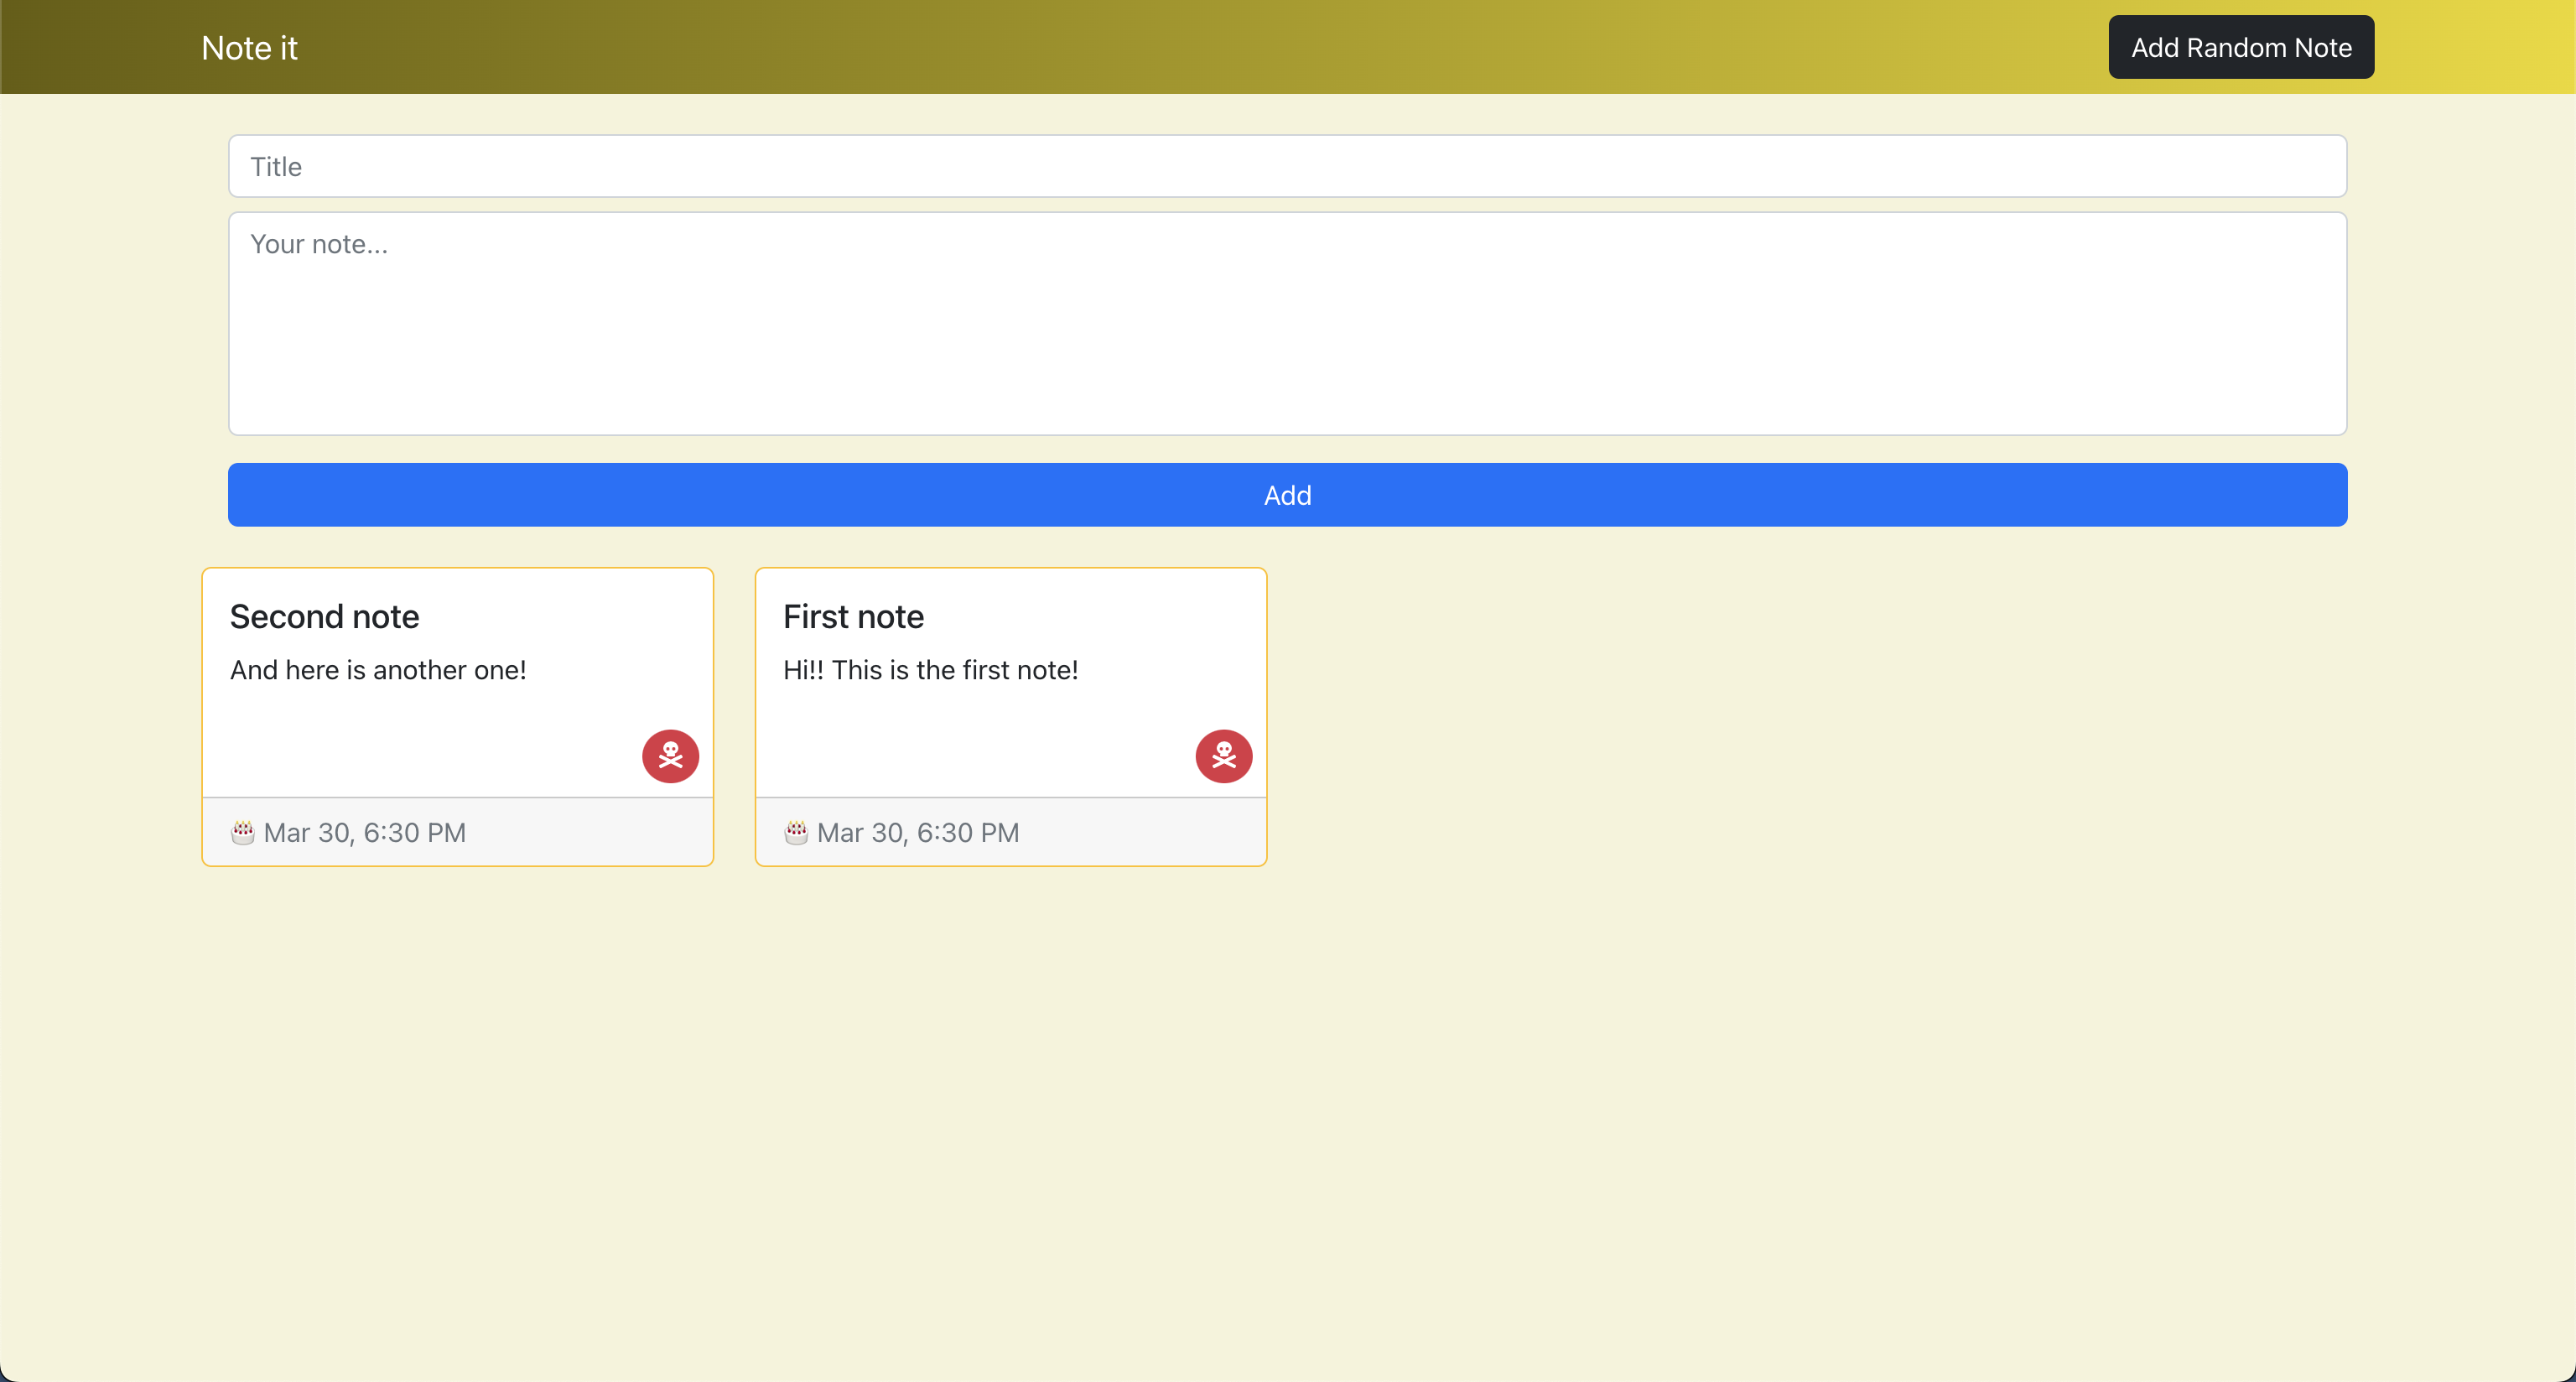 Note it
Add Random Note
Title
Your note...
Add
Second note
And here is another one!
🎂 Mar 30, 6:30 PM
First note
Hi!! This is the first note!
🎂 Mar 30, 6:30 PM